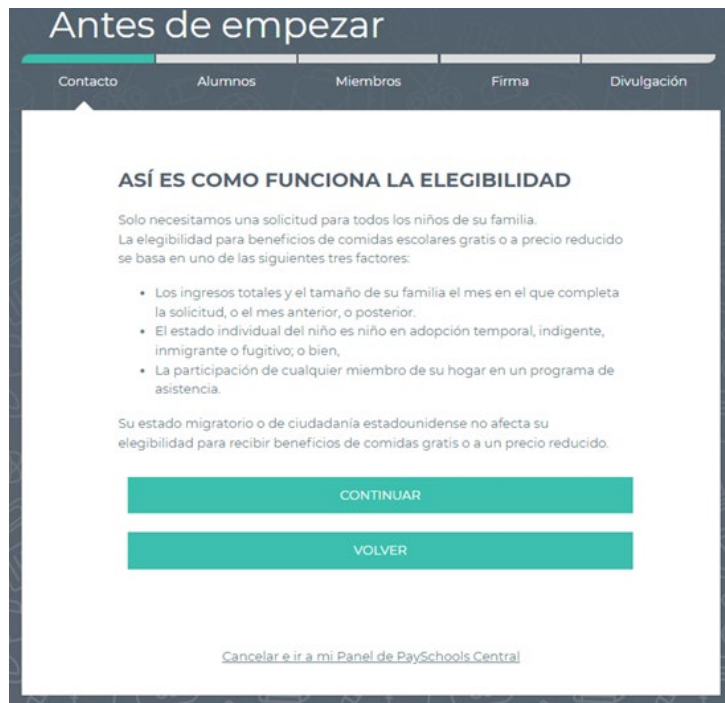 Antes de empezar
Contacto
Alumnos
Miembros
Firma
Divulgación
ASÍ ES COMO FUNCIONA LA ELEGIBILIDAD
Solo necesitamos una solicitud para todos los niños de su familia.
La elegibilidad para beneficios de comidas escolares gratis o a precio reducido
se basa en uno de las siguientes tres factores:
• Los ingresos totales y el tamaño de su familia el mes en el que completa
la solicitud, o el mes anterior, o posterior.
• El estado individual del niño es niño en adopción temporal, indigente,
inmigrante o fugitivo; o bien,
• La participación de cualquier miembro de su hogar en un programa de
asistencia.
Su estado migratorio o de ciudadanía estadounidense no afecta su
elegibilidad para recibir beneficios de comidas gratis o a un precio reducido.
CONTINUAR
VOLVER
Cancelar e ir a mi Panel de PaySchools Central